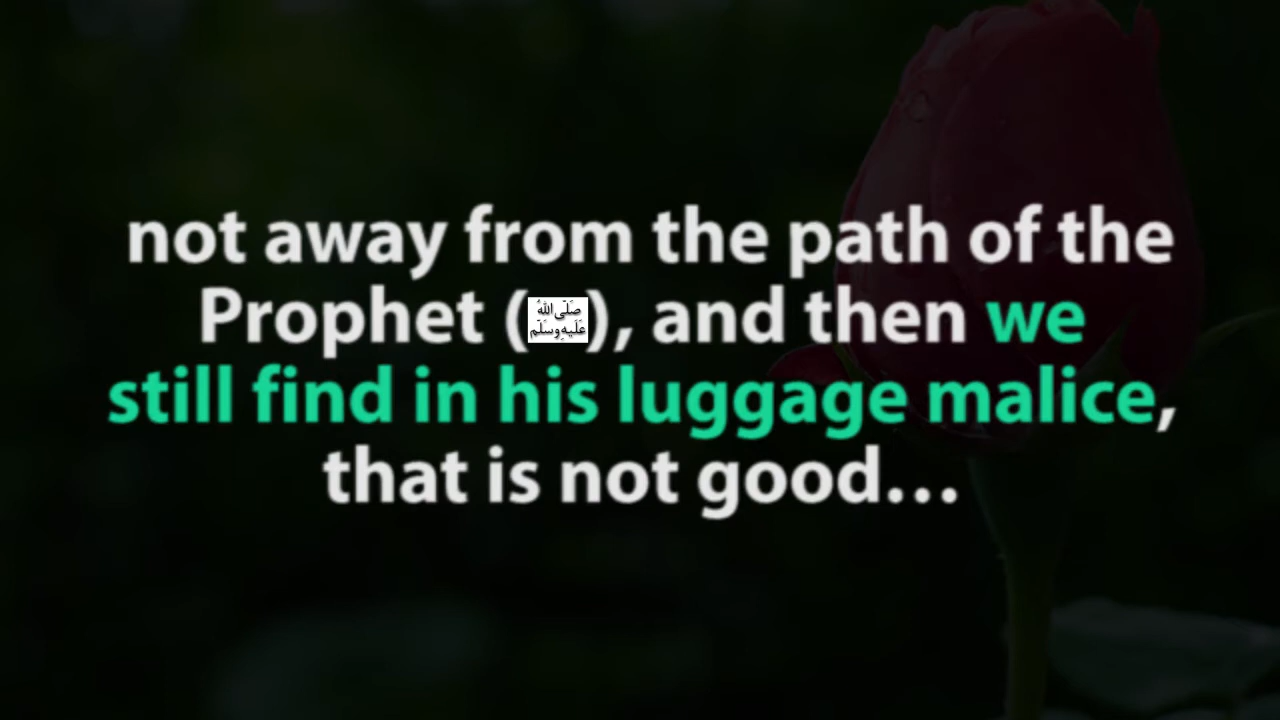 not away from the path of the
Prophet (صَلَّى اللهُ عَلَيهِ وَسَلَّم), and then we
still find in his luggage malice,
that is not good…